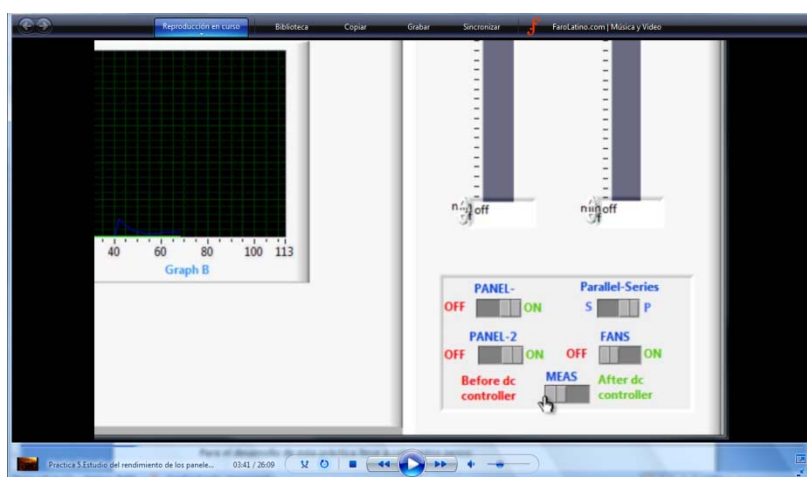 Reproducción en curso Biblioteca Copiar Grabar Sincronizar FaroLatino.com | Música y Video
off off
40 60 80 100 113
Graph B
PANEL- Parallel-Series
OFF ON S P
PANEL-2 FANS
OFF ON OFF ON
Before dc controller MEAS After dc controller
Practica 5.Estudio del rendimiento de los panele... 03:41 / 26:09